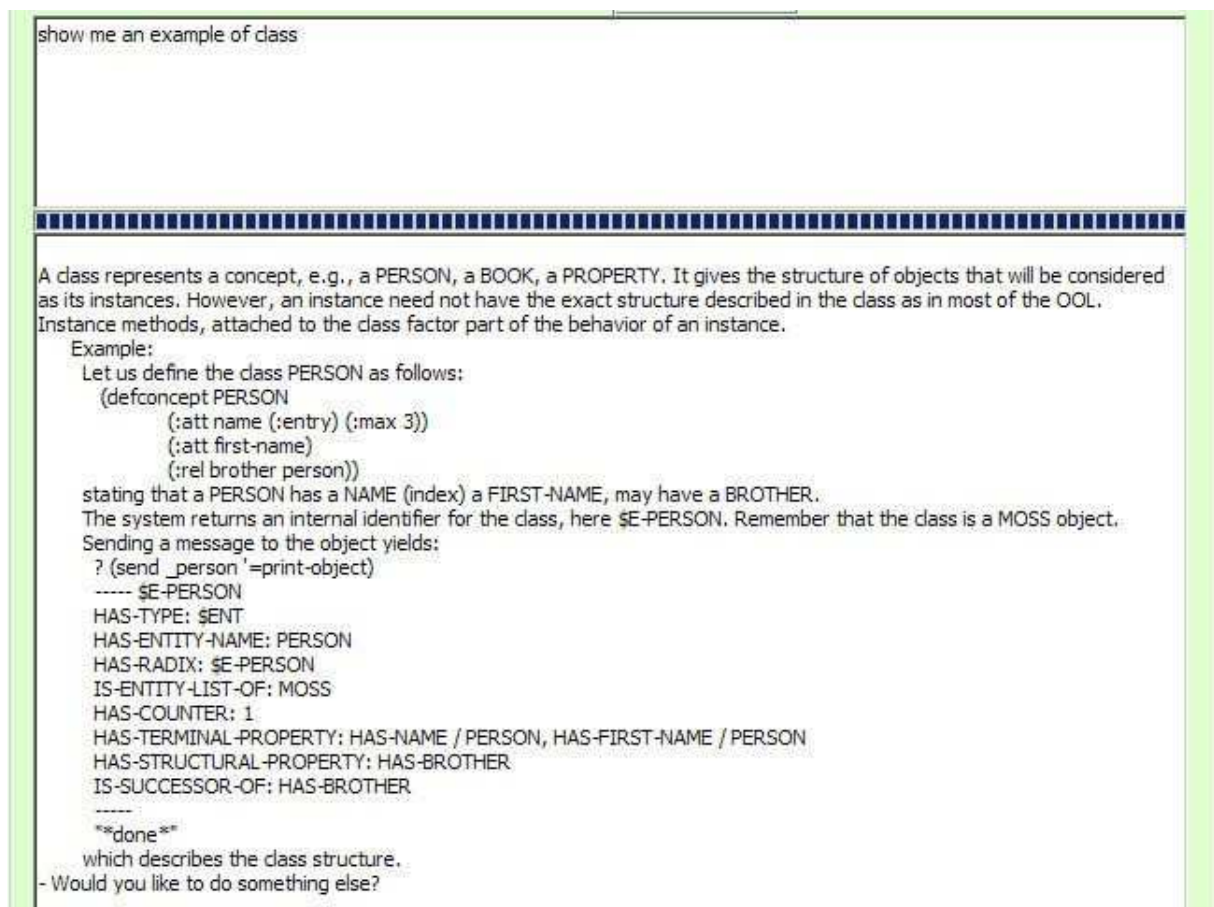 show me an example of class
A class represents a concept, e.g., a PERSON, a BOOK, a PROPERTY. It gives the structure of objects that will be considered
as its instances. However, an instance need not have the exact structure described in the class as in most of the OOL.
Instance methods, attached to the class factor part of the behavior of an instance.
Example:
Let us define the class PERSON as follows:
(defconcept PERSON
(:att name (:entry) (:max 3))
(:att first-name)
(:rel brother person))
stating that a PERSON has a NAME (index) a FIRST-NAME, may have a BROTHER.
The system returns an internal identifier for the class, here $E-PERSON. Remember that the class is a MOSS object.
Sending a message to the object yields:
? (send _person '=print-object)
----- $E-PERSON
HAS-TYPE: $ENT
HAS-ENTITY-NAME: PERSON
HAS-RADIX: $E-PERSON
IS-ENTITY-LIST-OF: MOSS
HAS-COUNTER: 1
HAS-TERMINAL-PROPERTY: HAS-NAME / PERSON, HAS-FIRST-NAME / PERSON
HAS-STRUCTURAL-PROPERTY: HAS-BROTHER
IS-SUCCESSOR-OF: HAS-BROTHER
-----
"*done*"
which describes the class structure.
- Would you like to do something else?